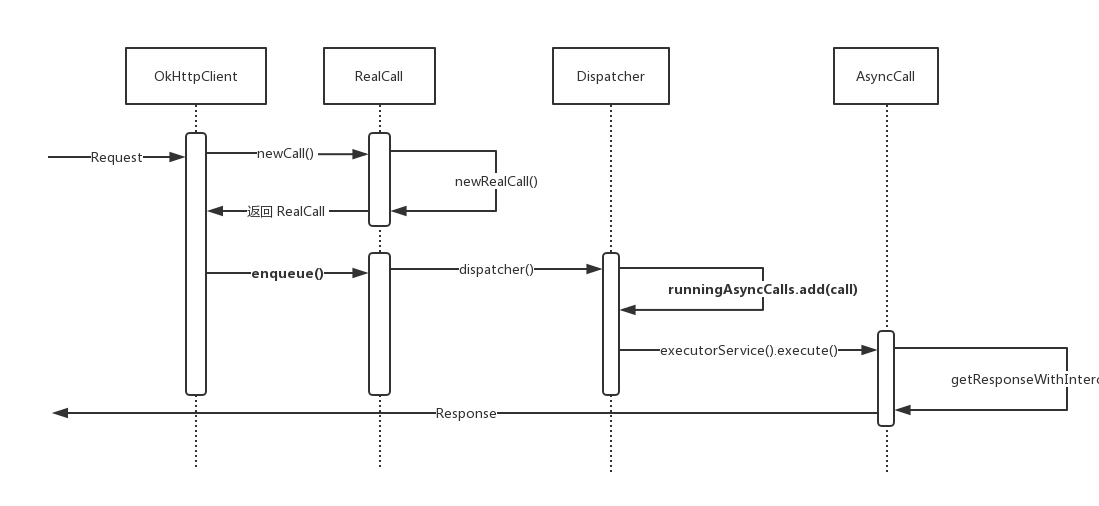 OkHttpClient
RealCall
Dispatcher
AsyncCall
Request
newCall()
newRealCall()
返回 RealCall
enqueue()
dispatcher()
runningAsyncCalls.add(call)
executorService().execute()
getResponseWithInterc
Response